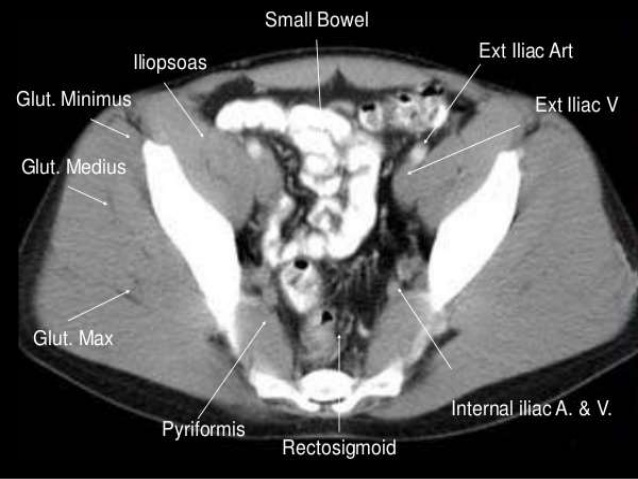 Small Bowel
Ext Iliac Art
Iliopsoas
Glut. Minimus
Ext Iliac V
Glut. Medius
Glut. Max
Internal iliac A. & V.
Pyriformis
Rectosigmoid